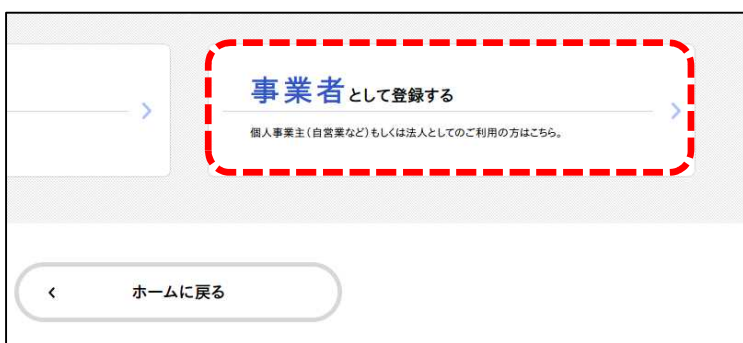 事業者として登録する
個人事業主(自営業など)もしくは法人としてのご利用の方はこちら。
ホームに戻る